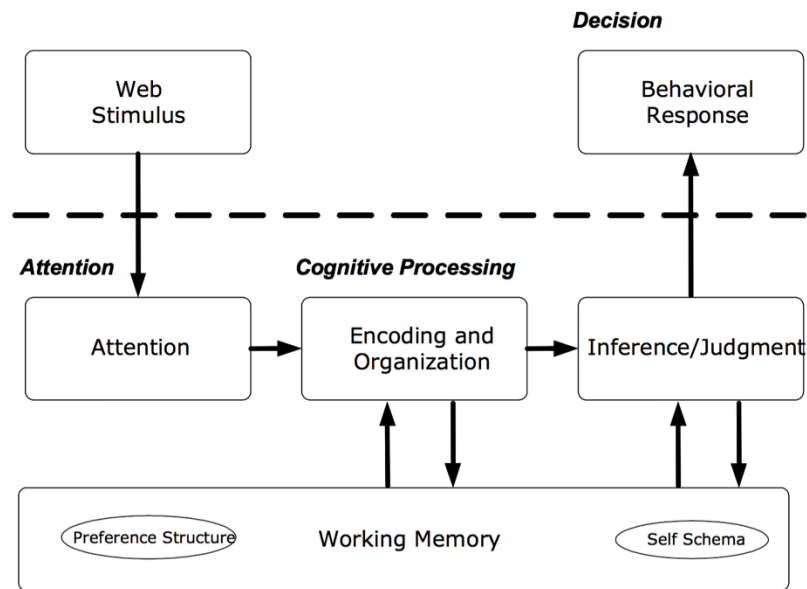 Decision
Web
Stimulus
Behavioral
Response
Attention
Cognitive Processing
Attention
Encoding and
Organization
Inference/Judgment
Preference Structure
Working Memory
Self Schema